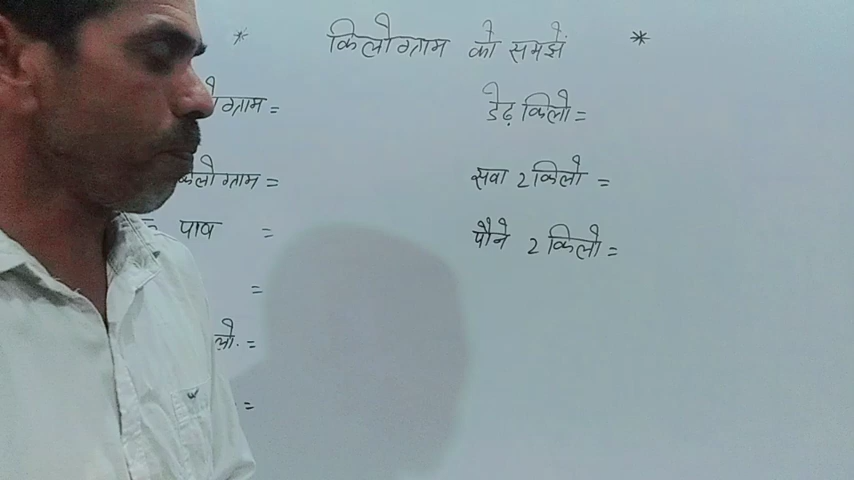 * किलोग्राम को समझें *
ग्राम =
किलोग्राम =
पाव =
=
लो. =
=
डेढ़ किलो =
सवा 2 किलो =
पौने 2 किलो =